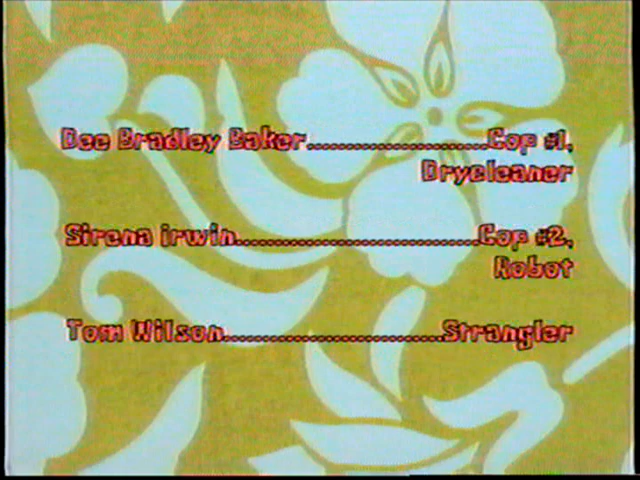 Dee Bradley Baker.......................Cop #1,
Drycleaner
Sirena irwin...............................Cop #2,
Robot
Tom Wilson............................Strangler